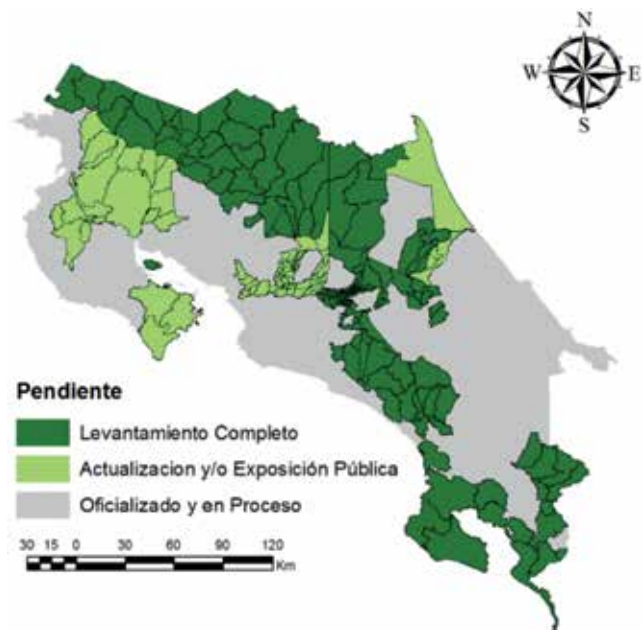 N
W E
S
Pendiente
Levantamiento Completo
Actualizacion y/o Exposición Pública
Oficializado y en Proceso
30 15 0 30 60 90 120
Km